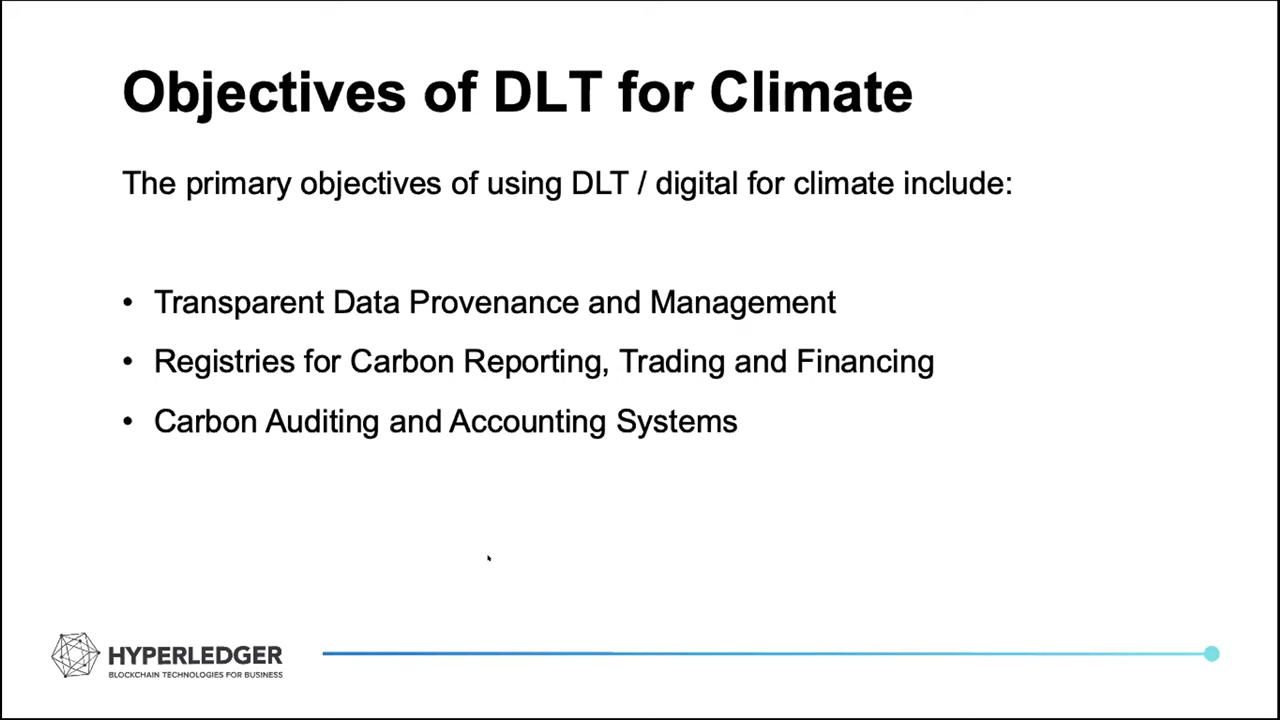 Objectives of DLT for Climate
The primary objectives of using DLT / digital for climate include:
• Transparent Data Provenance and Management
• Registries for Carbon Reporting, Trading and Financing
• Carbon Auditing and Accounting Systems
HYPERLEDGER
BLOCKCHAIN TECHNOLOGIES FOR BUSINESS